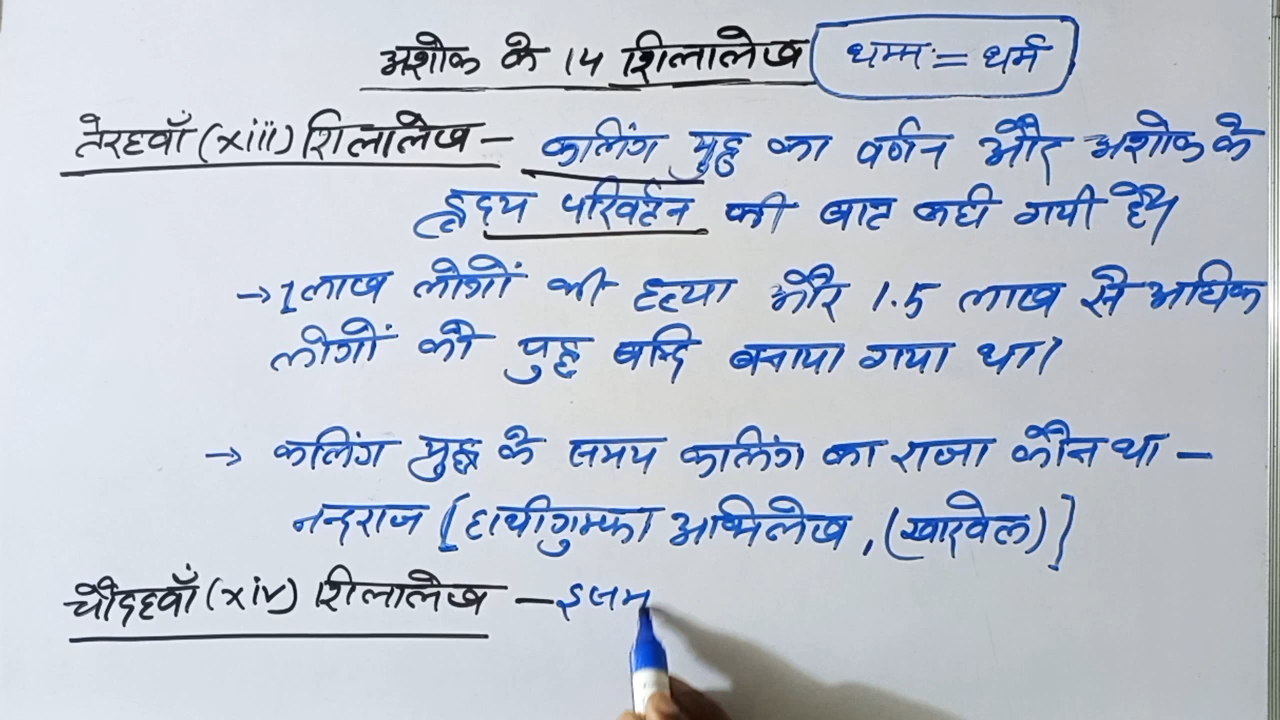 अशोक के 14 शिलालेख धम्म = धर्म
तेरहवाँ (xiii) शिलालेख - कलिंग युद्ध का वर्णन और अशोक के
हृदय परिवर्तन की बात कही गयी है।
→ 1 लाख लोगों की हत्या और 1.5 लाख से अधिक
लोगों को युद्ध बन्दि बनाया गया था।
→ कलिंग युद्ध के समय कलिंग का राजा कौन था -
नन्दराज [हाथीगुम्फा अभिलेख, (खारवेल)]
चौदहवाँ (xiv) शिलालेख - इसम